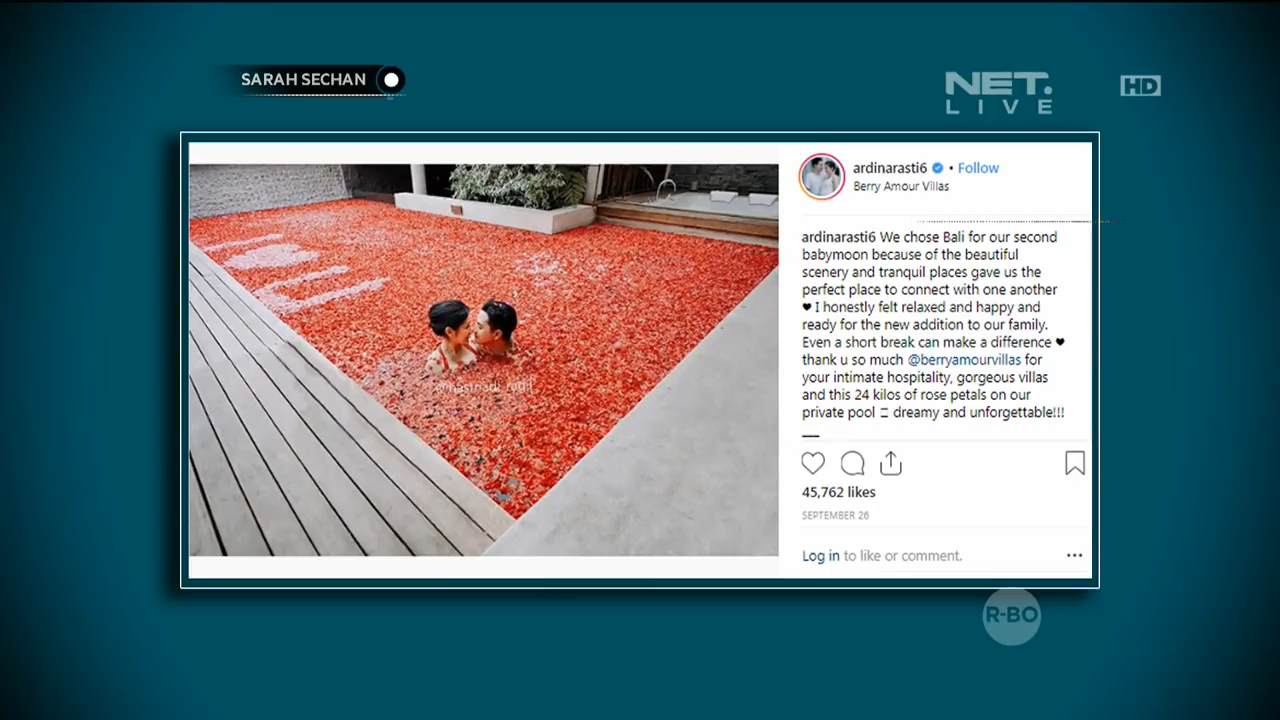 SARAH SECHAN
NET.
LIVE
HD
ardinarasti6 • Follow
Berry Amour Villas
ardinarasti6 We chose Bali for our second
babymoon because of the beautiful
scenery and tranquil places gave us the
perfect place to connect with one another
♥ I honestly felt relaxed and happy and
ready for the new addition to our family.
Even a short break can make a difference ♥
thank u so much @berryamourvillas for
your intimate hospitality, gorgeous villas
and this 24 kilos of rose petals on our
private pool dreamy and unforgettable!!!
45,762 likes
SEPTEMBER 26
Log in to like or comment.
R-BO